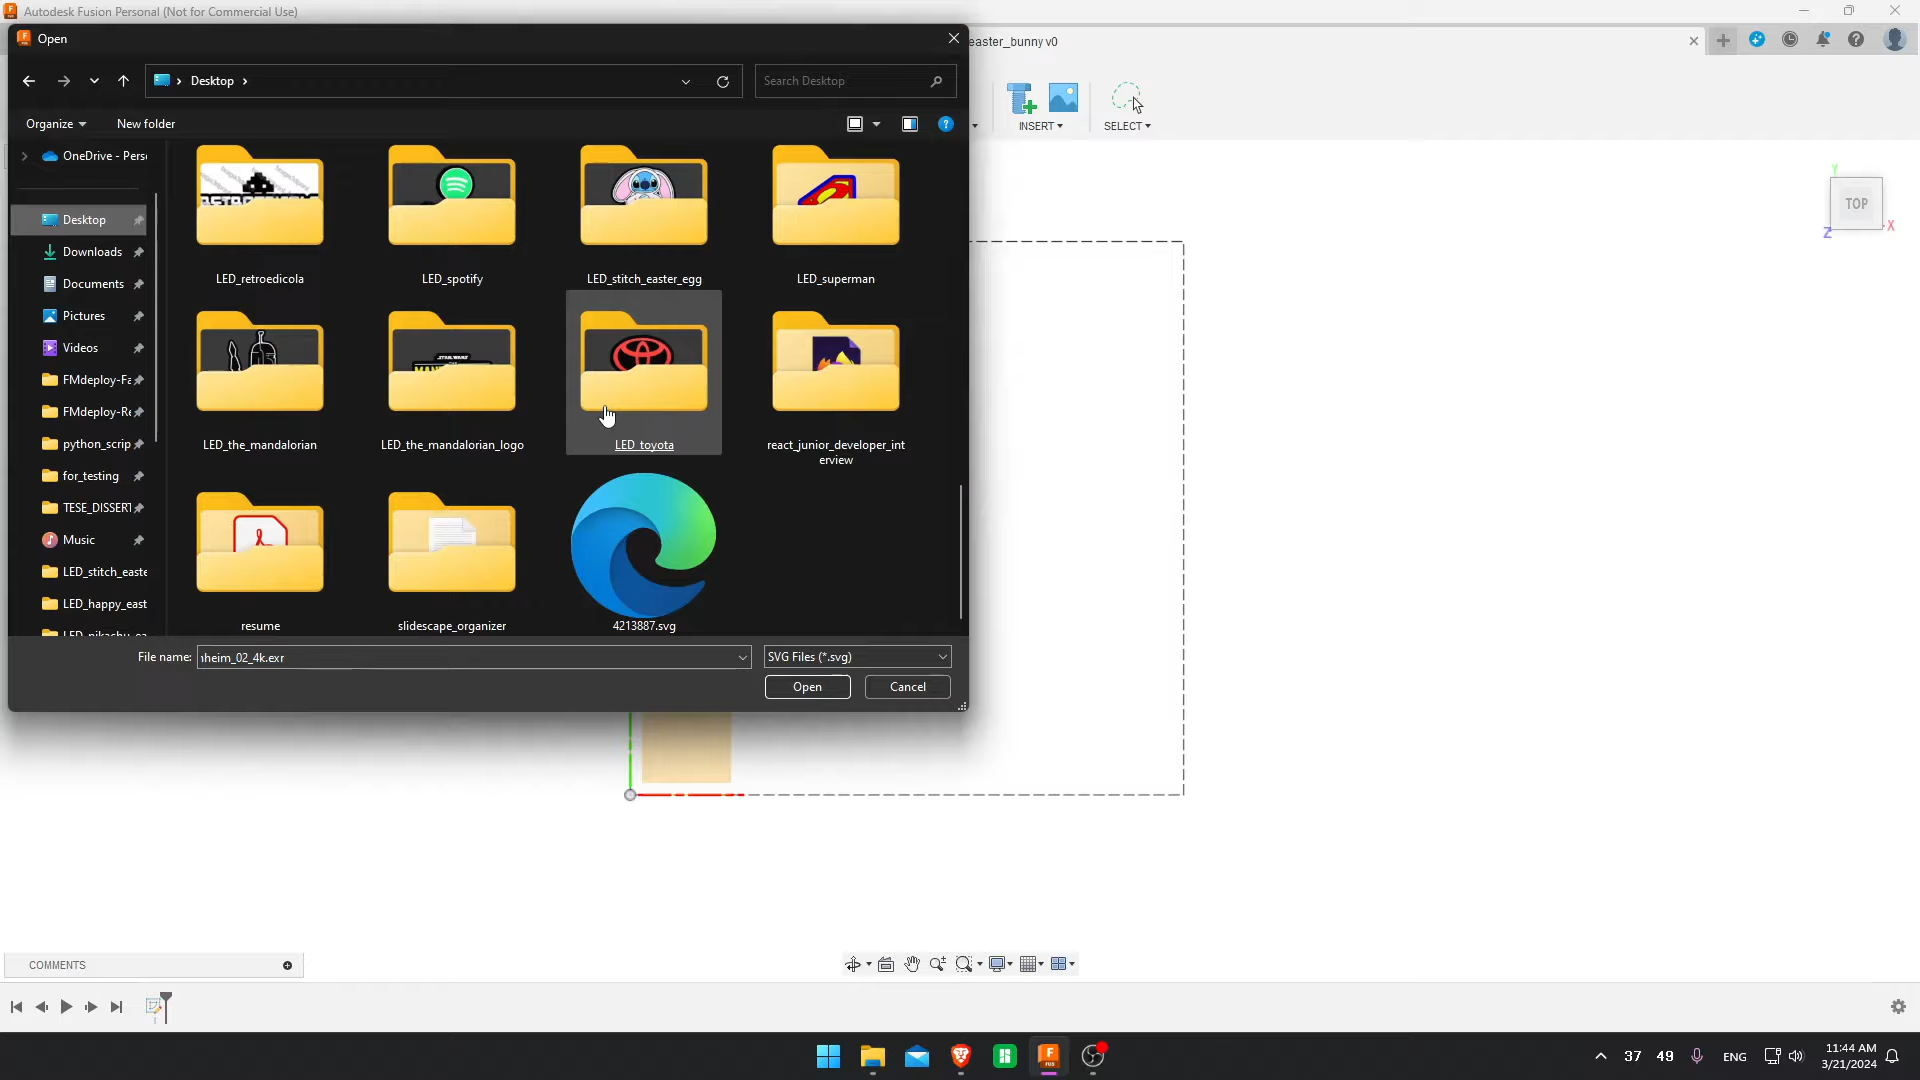 Autodesk Fusion Personal (Not for Commercial Use)
Open
easter_bunny v0
Desktop
Search Desktop
Organize
New folder
INSERT
SELECT
OneDrive - Pers
Desktop
Downloads
Documents
Pictures
Videos
FMdeploy-Fa
FMdeploy-Re
python_scrip
for_testing
TESE_DISSERT
Music
LED_stitch_easte
LED_happy_east
LED_retroedicola
LED_spotify
LED_stitch_easter_egg
LED_superman
LED_the_mandalorian
LED_the_mandalorian_logo
LED_toyota
react_junior_developer_int
erview
resume
slidescape_organizer
4213887.svg
File name:
SVG Files (*.svg)
Open
Cancel
TOP
Y
X
Z
COMMENTS
37
49
ENG
11:44 AM
3/21/2024